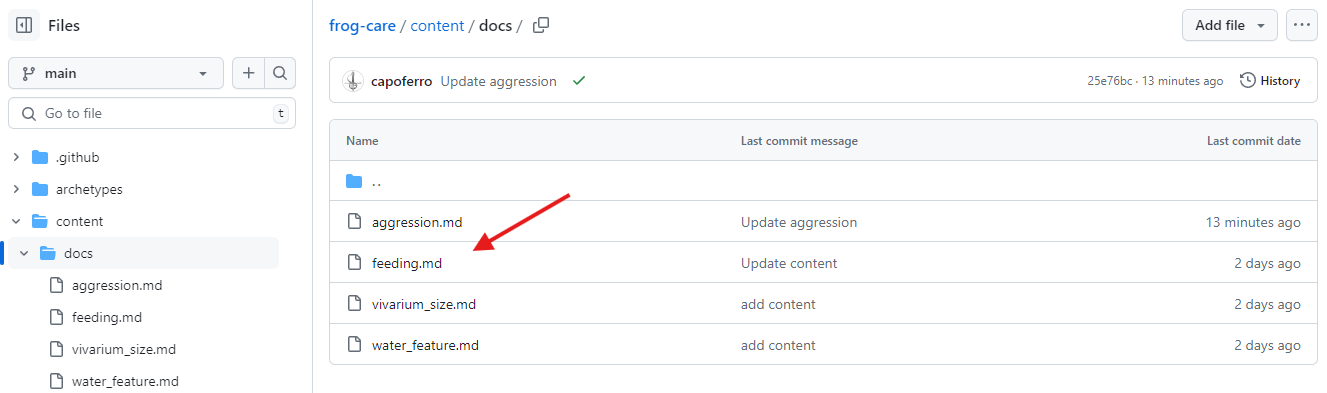 Files
main
Go to file
t
.github
archetypes
content
docs
aggression.md
feeding.md
vivarium_size.md
water_feature.md
frog-care / content / docs /
Add file
capoferro Update aggression
25e76bc · 13 minutes ago
History
Name Last commit message Last commit date
..
aggression.md Update aggression 13 minutes ago
feeding.md Update content 2 days ago
vivarium_size.md add content 2 days ago
water_feature.md add content 2 days ago